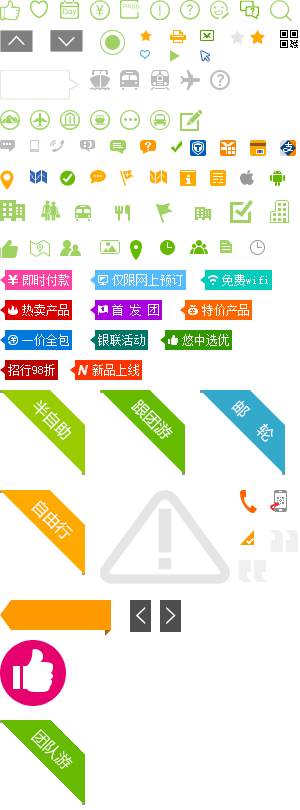 Day
PASS
即时付款
仅限网上预订
免费wifi
热卖产品
首发团
特价产品
一价全包
银联活动
悠中选优
招行98折
新品上线
半自助
跟团游
邮轮
自由行
团队游